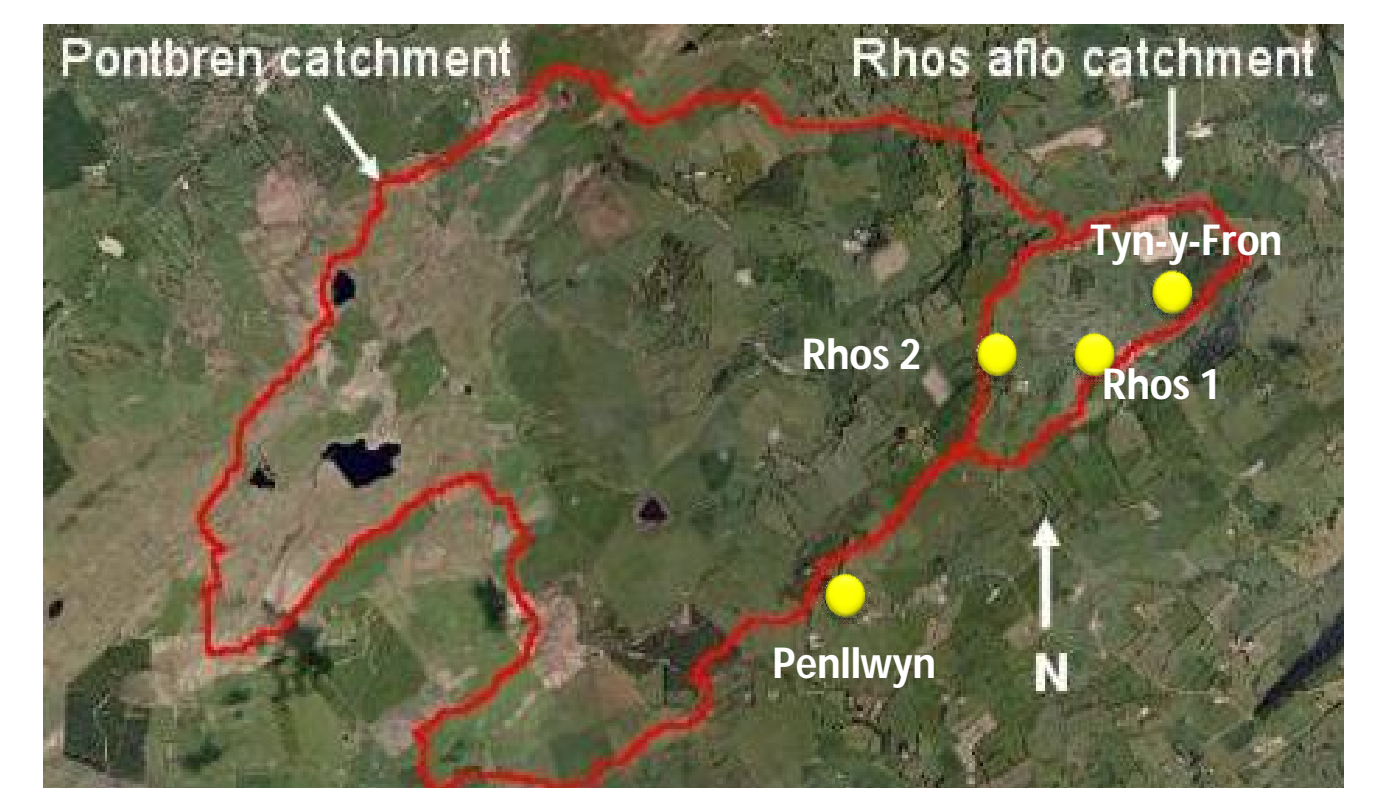 Pontbren catchment
Rhos aflo catchment
Tyn-y-Fron
Rhos 2
Rhos 1
Penllwyn
N